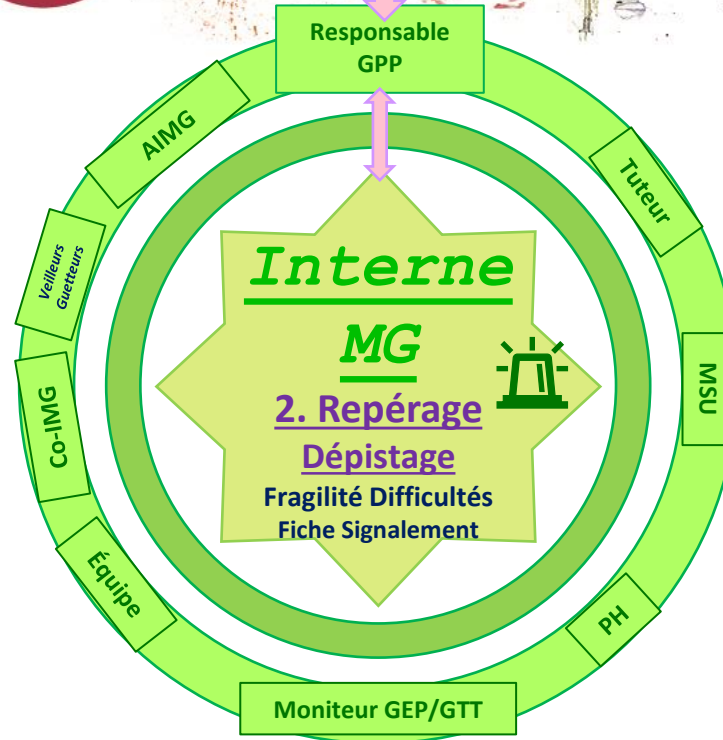 Responsable
GPP
AIMG
Tuteur
Veilleurs
Guetteurs
Interne
MG
MSU
2. Repérage
Dépistage
Co-IMG
Fragilité Difficultés
Fiche Signalement
Équipe
PH
Moniteur GEP/GTT